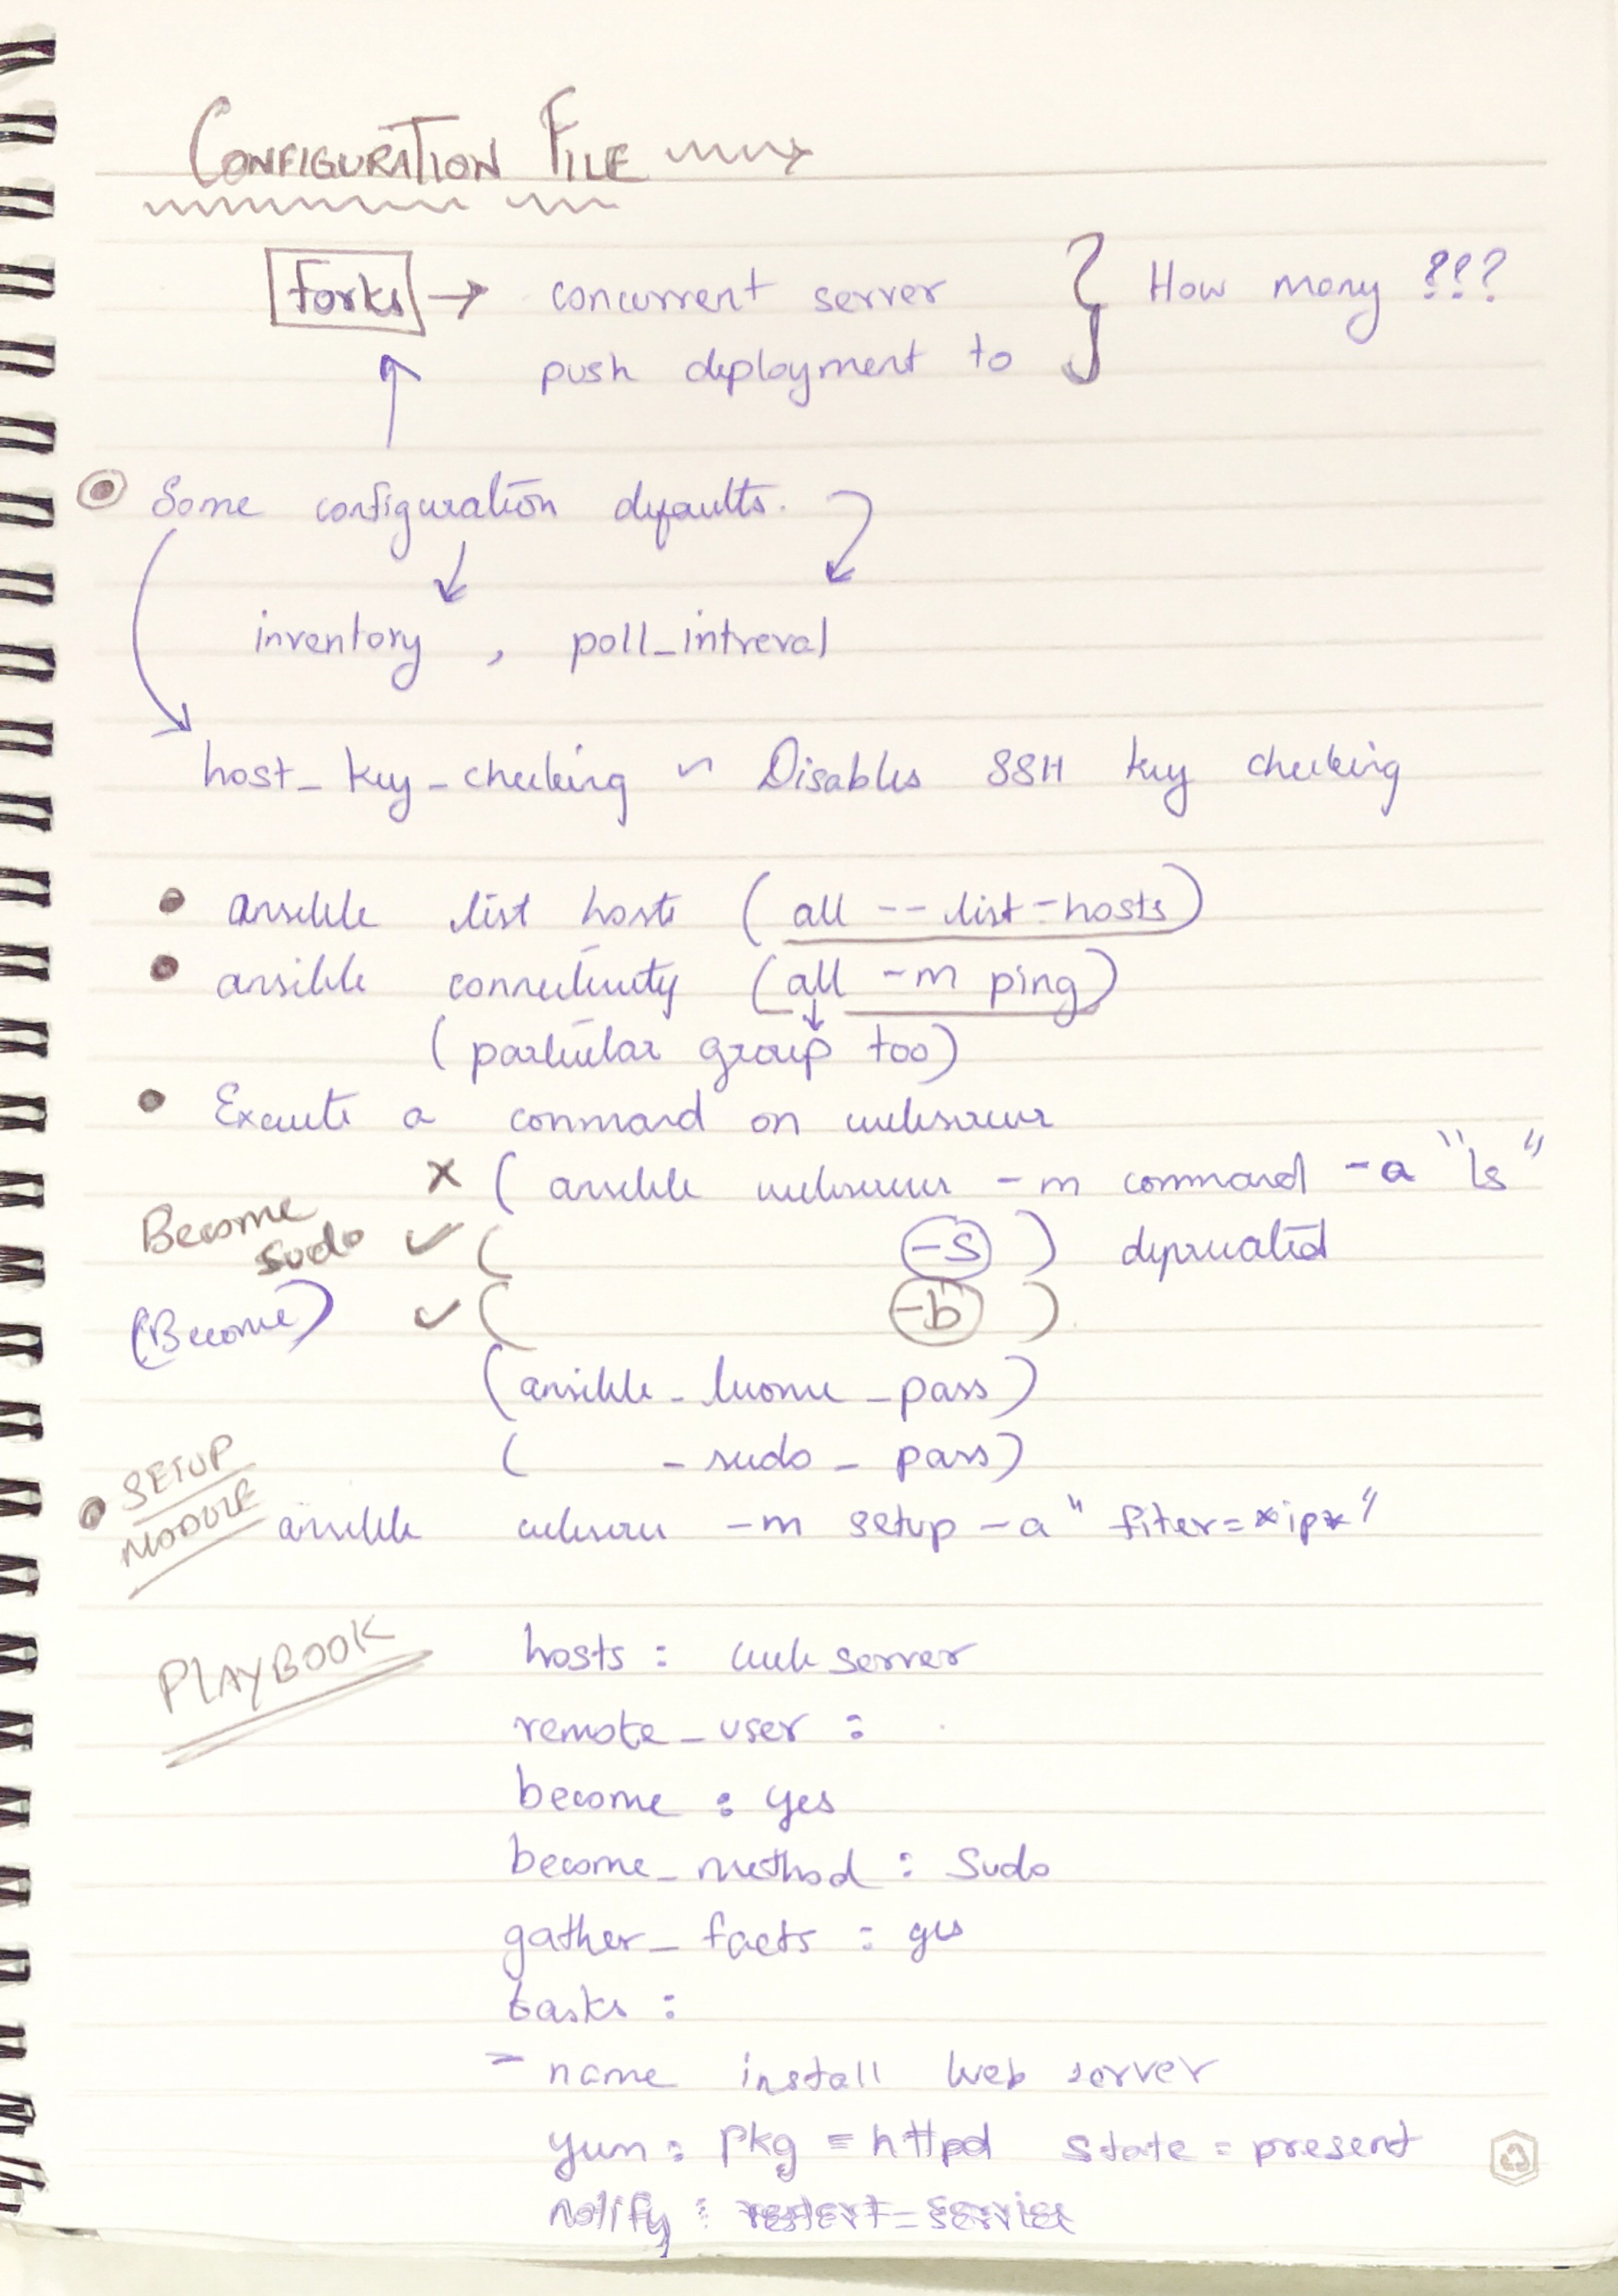 CONFIGURATION FILE
forks → concurrent server } How many ???
push deployment to
Some configuration defaults.
inventory , poll_intreval
host_key_checking ~ Disables SSH key checking
ansible list hosts (all --list-hosts)
ansible connectivity (all -m ping)
(particular group too)
Execute a command on webserver
x (ansible webserver -m command -a "ls"
Become sudo ✓ ( -s ) deprecated
(Become) ✓ ( -b )
(ansible_become_pass)
( _sudo_pass)
SETUP
MODULE
ansible webserver -m setup -a "fiter=*ip*"
PLAYBOOK
hosts : web server
remote_user :
become : yes
become_method : sudo
gather_facts : yes
tasks :
- name install web server
yum : pkg = httpd state = present
notify : restart_service